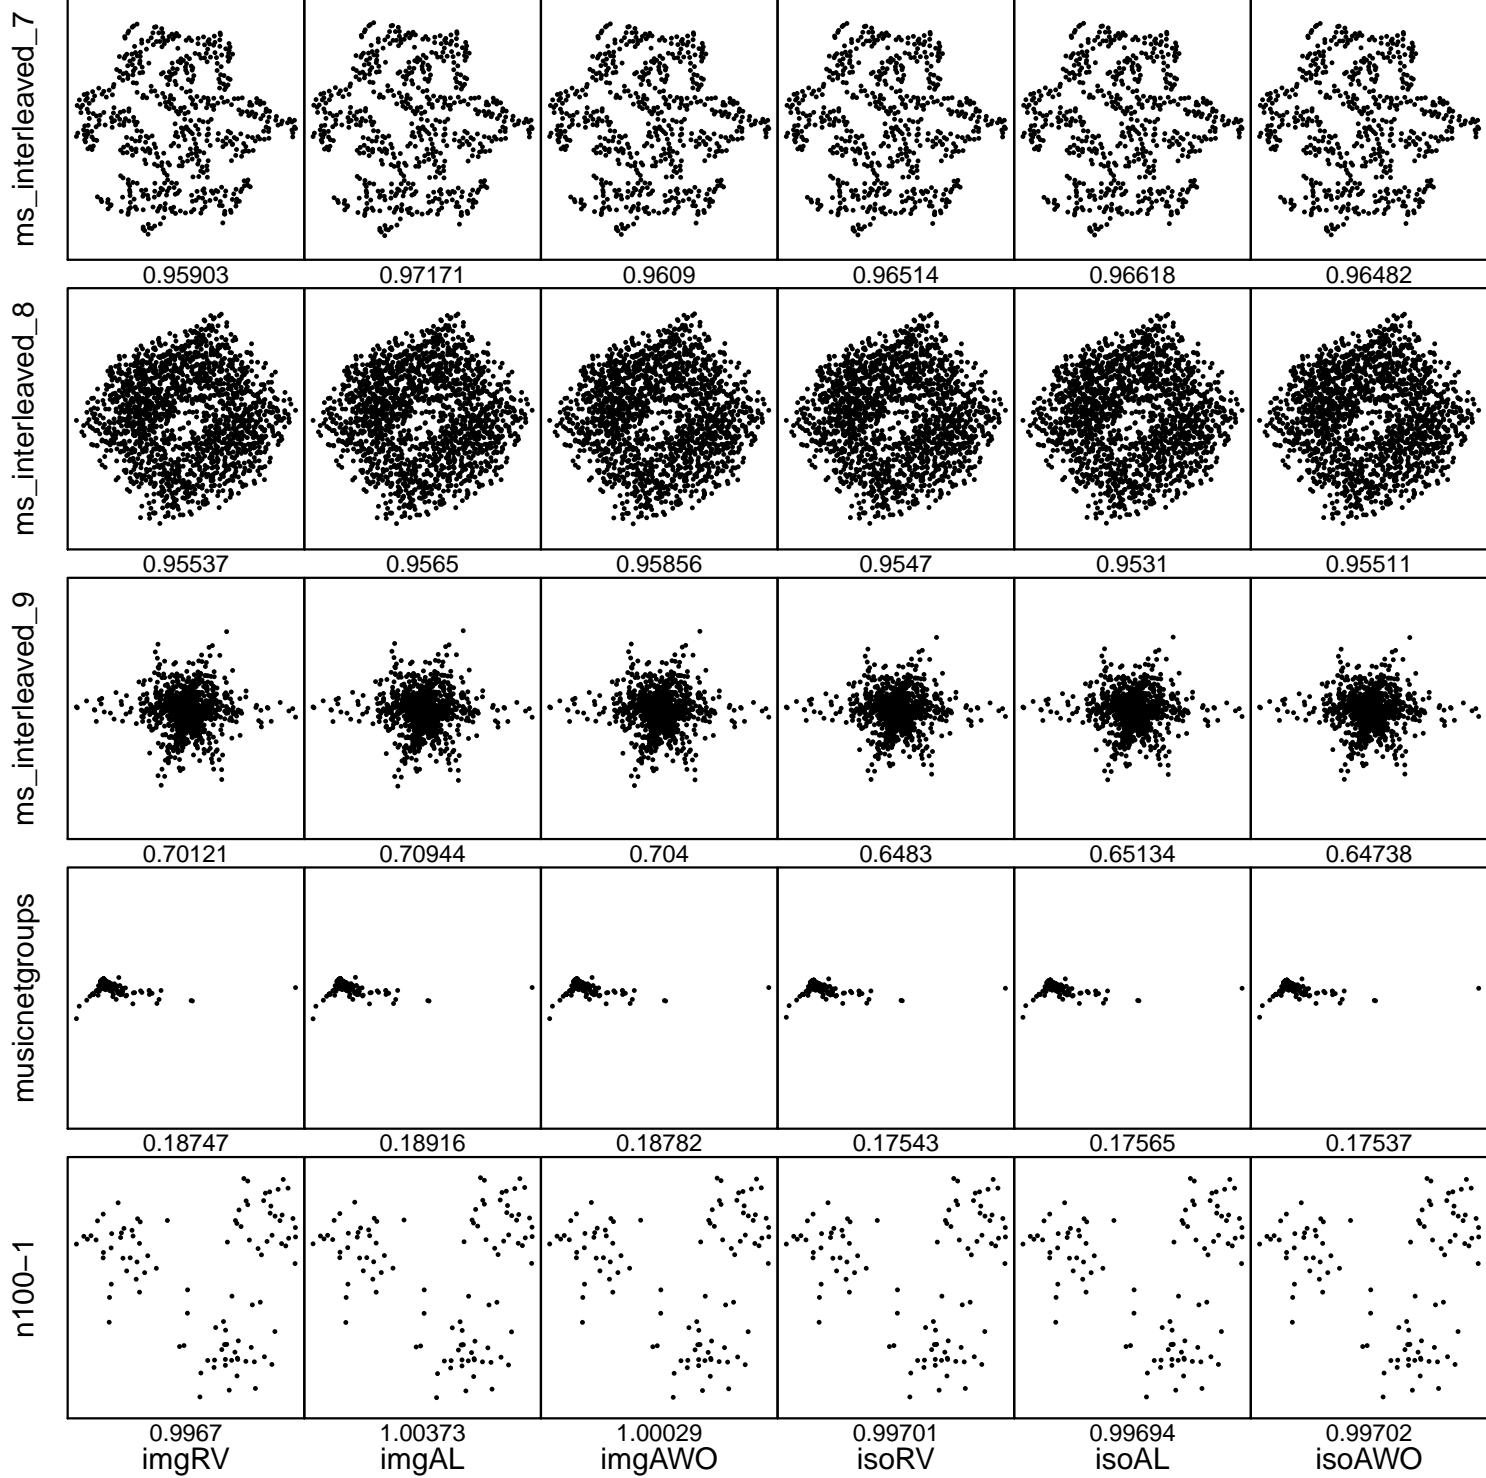 ms_interleaved_7
0.95903 0.97171 0.9609 0.96514 0.96618 0.96482
ms_interleaved_8
0.95537 0.9565 0.95856 0.9547 0.9531 0.95511
ms_interleaved_9
0.70121 0.70944 0.704 0.6483 0.65134 0.64738
musicnetgroups
0.18747 0.18916 0.18782 0.17543 0.17565 0.17537
n100−1
0.9967 1.00373 1.00029 0.99701 0.99694 0.99702
imgRV imgAL imgAWO isoRV isoAL isoAWO